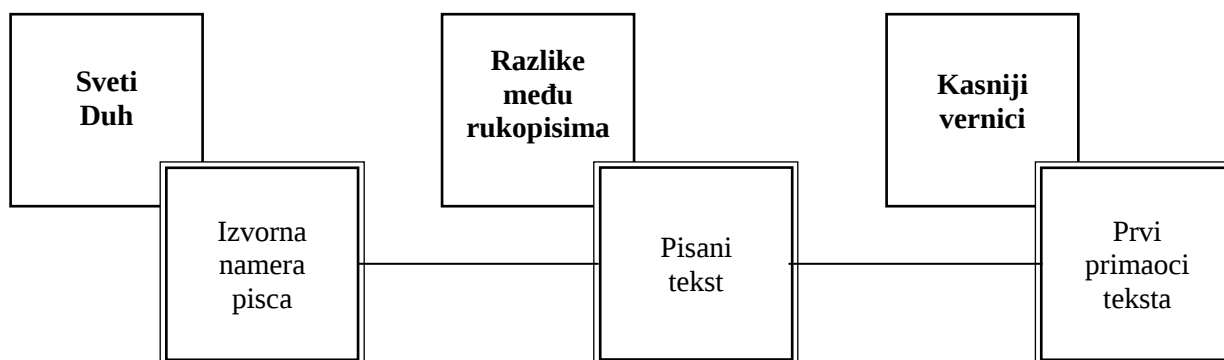 Sveti
Duh
Razlike
među
rukopisima
Kasniji
vernici
Izvorna
namera
pisca
Pisani
tekst
Prvi
primaoci
teksta